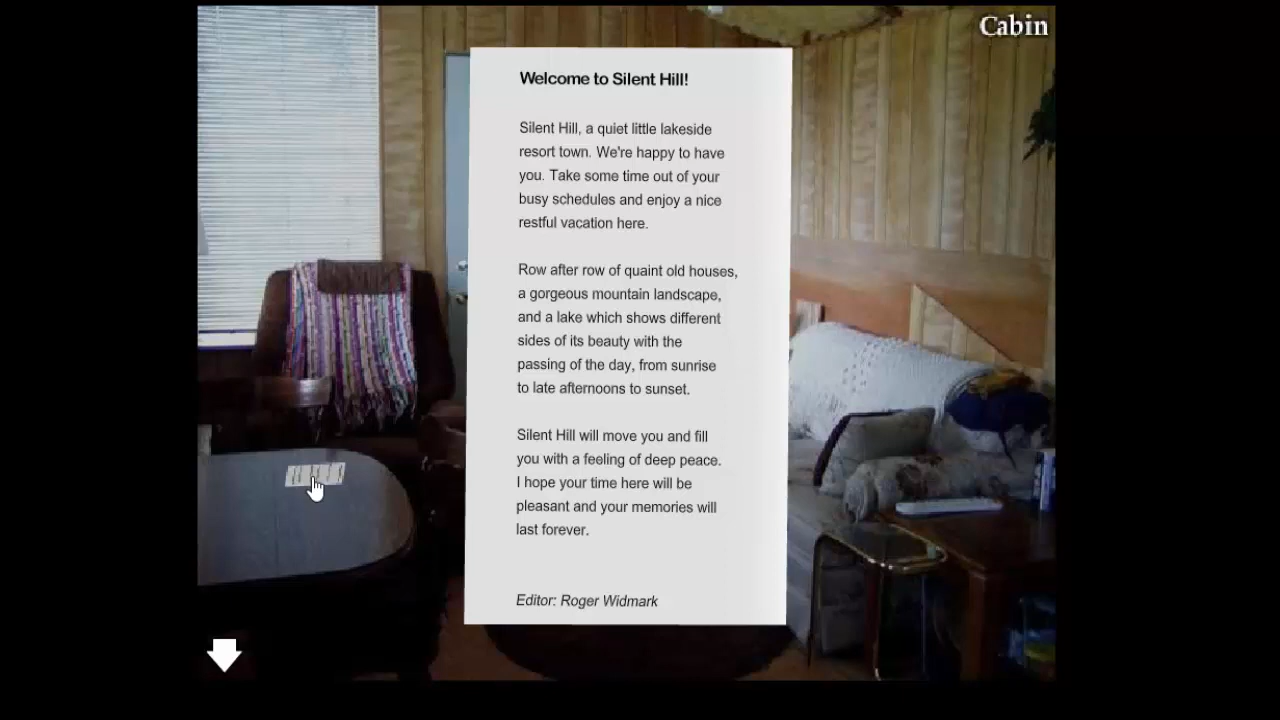 Cabin
Welcome to Silent Hill!
Silent Hill, a quiet little lakeside
resort town. We're happy to have
you. Take some time out of your
busy schedules and enjoy a nice
restful vacation here.
Row after row of quaint old houses,
a gorgeous mountain landscape,
and a lake which shows different
sides of its beauty with the
passing of the day, from sunrise
to late afternoons to sunset.
Silent Hill will move you and fill
you with a feeling of deep peace.
I hope your time here will be
pleasant and your memories will
last forever.
Editor: Roger Widmark